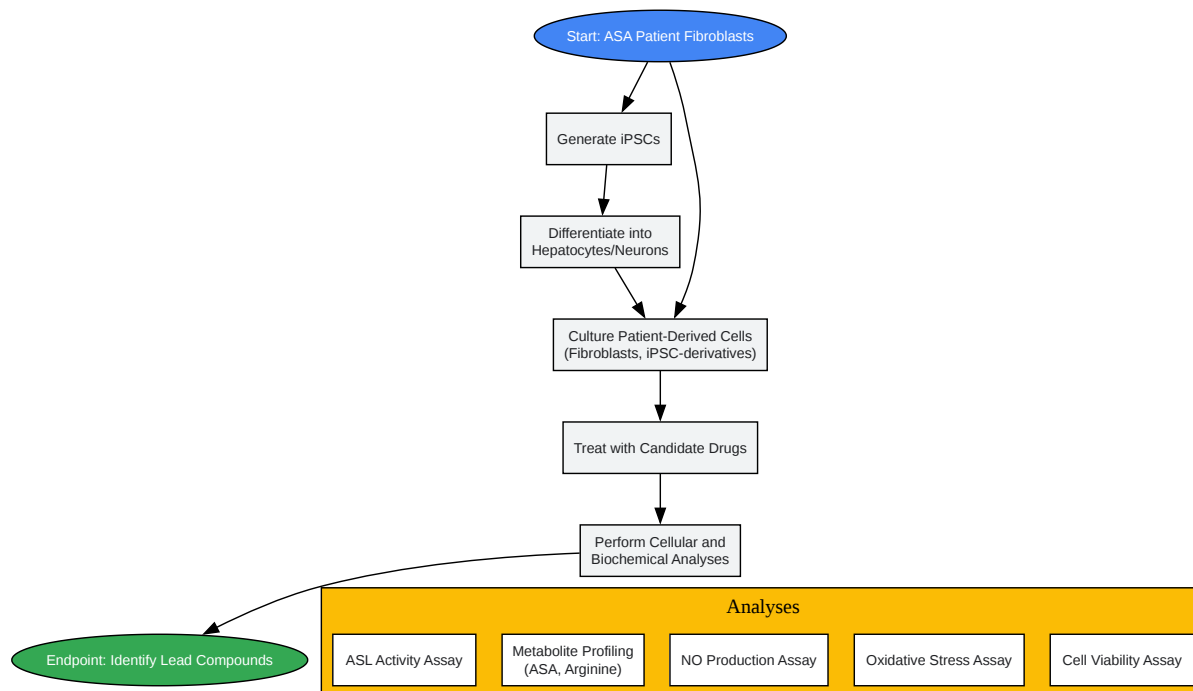 Start: ASA Patient Fibroblasts
Generate iPSCs
Differentiate into
Hepatocytes/Neurons
Culture Patient-Derived Cells
(Fibroblasts, iPSC-derivatives)
Treat with Candidate Drugs
Perform Cellular and
Biochemical Analyses
Analyses
Endpoint: Identify Lead Compounds
ASL Activity Assay
Metabolite Profiling
(ASA, Arginine)
NO Production Assay
Oxidative Stress Assay
Cell Viability Assay